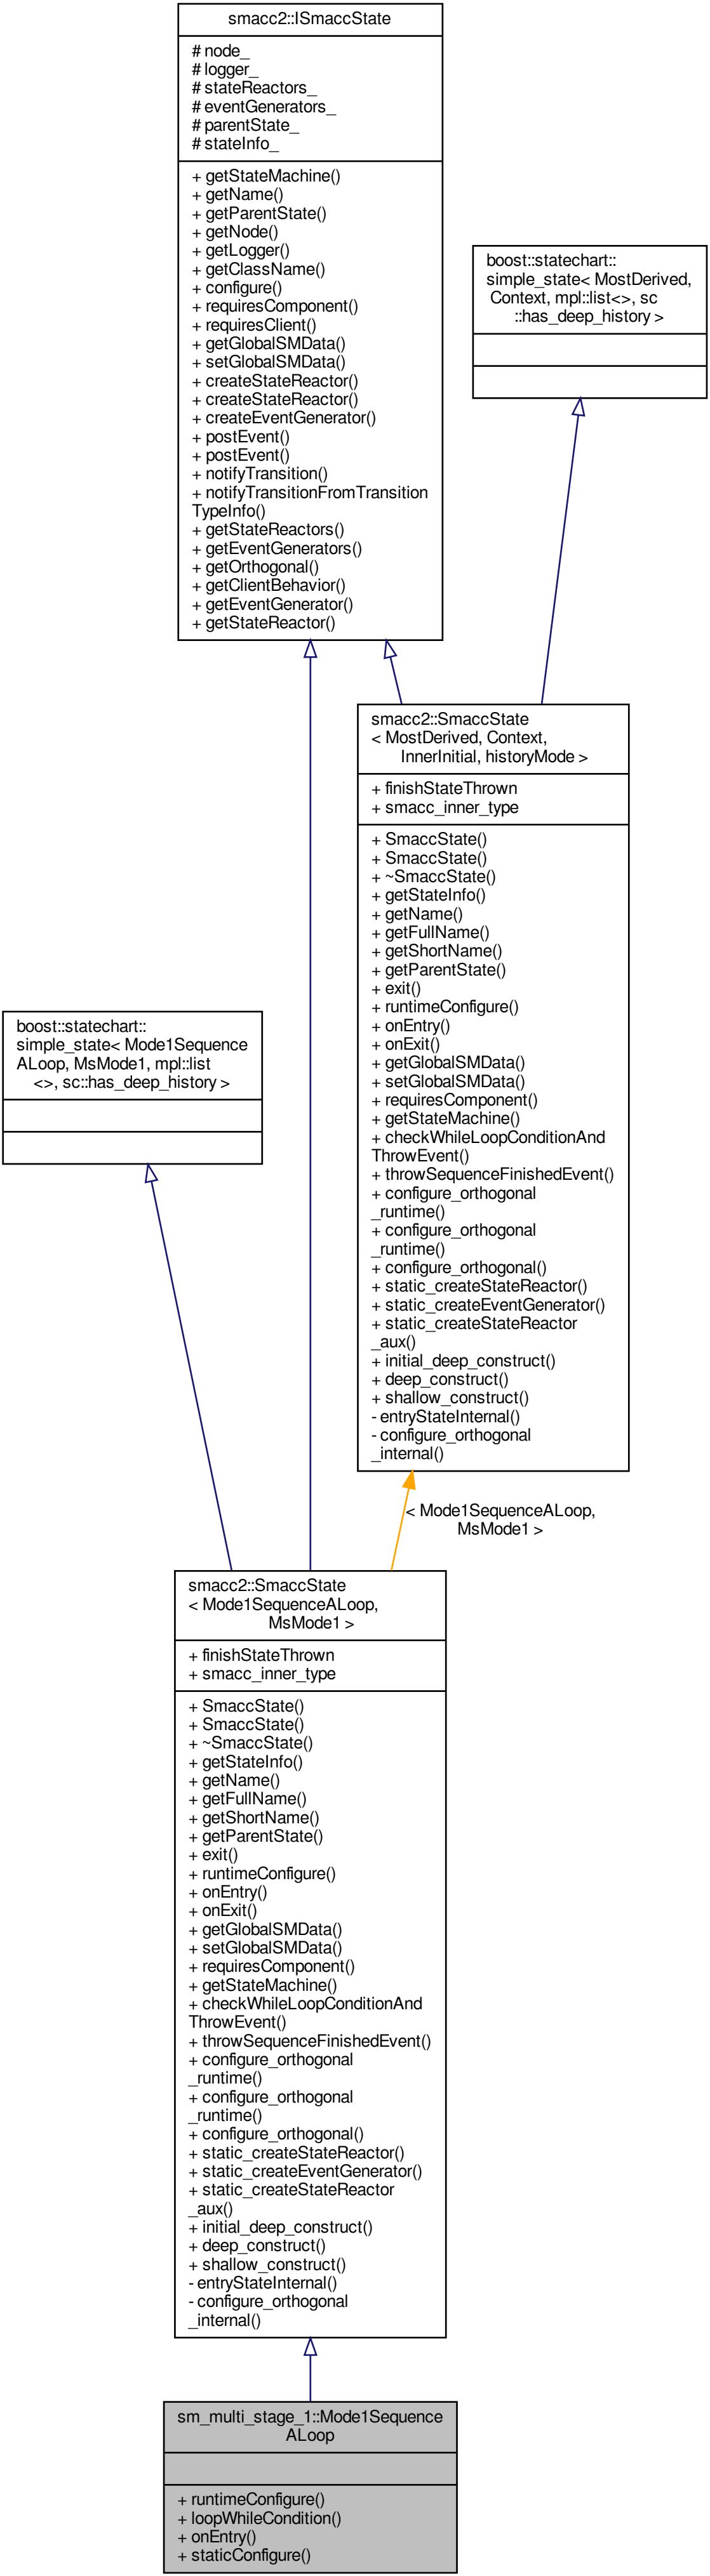 smacc2::ISmaccState
# node_
# logger_
# stateReactors_
# eventGenerators_
# parentState_
# stateInfo_
+ getStateMachine()
+ getName()
+ getParentState()
+ getNode()
+ getLogger()
+ getClassName()
+ configure()
+ requiresComponent()
+ requiresClient()
+ getGlobalSMData()
+ setGlobalSMData()
+ createStateReactor()
+ createStateReactor()
+ createEventGenerator()
+ postEvent()
+ postEvent()
+ notifyTransition()
+ notifyTransitionFromTransition
TypeInfo()
+ getStateReactors()
+ getEventGenerators()
+ getOrthogonal()
+ getClientBehavior()
+ getEventGenerator()
+ getStateReactor()
boost::statechart::
simple_state< MostDerived,
Context, mpl::list<>, sc
::has_deep_history >
smacc2::SmaccState
< MostDerived, Context,
InnerInitial, historyMode >
+ finishStateThrown
+ smacc_inner_type
+ SmaccState()
+ SmaccState()
+ ~SmaccState()
+ getStateInfo()
+ getName()
+ getFullName()
+ getShortName()
+ getParentState()
+ exit()
+ runtimeConfigure()
+ onEntry()
+ onExit()
+ getGlobalSMData()
+ setGlobalSMData()
+ requiresComponent()
+ getStateMachine()
+ checkWhileLoopConditionAnd
ThrowEvent()
+ throwSequenceFinishedEvent()
+ configure_orthogonal
_runtime()
+ configure_orthogonal
_runtime()
+ configure_orthogonal()
+ static_createStateReactor()
+ static_createEventGenerator()
+ static_createStateReactor
_aux()
+ initial_deep_construct()
+ deep_construct()
+ shallow_construct()
- entryStateInternal()
- configure_orthogonal
_internal()
boost::statechart::
simple_state< Mode1Sequence
ALoop, MsMode1, mpl::list
<>, sc::has_deep_history >
< Mode1SequenceALoop,
MsMode1 >
smacc2::SmaccState
< Mode1SequenceALoop,
MsMode1 >
+ finishStateThrown
+ smacc_inner_type
+ SmaccState()
+ SmaccState()
+ ~SmaccState()
+ getStateInfo()
+ getName()
+ getFullName()
+ getShortName()
+ getParentState()
+ exit()
+ runtimeConfigure()
+ onEntry()
+ onExit()
+ getGlobalSMData()
+ setGlobalSMData()
+ requiresComponent()
+ getStateMachine()
+ checkWhileLoopConditionAnd
ThrowEvent()
+ throwSequenceFinishedEvent()
+ configure_orthogonal
_runtime()
+ configure_orthogonal
_runtime()
+ configure_orthogonal()
+ static_createStateReactor()
+ static_createEventGenerator()
+ static_createStateReactor
_aux()
+ initial_deep_construct()
+ deep_construct()
+ shallow_construct()
- entryStateInternal()
- configure_orthogonal
_internal()
sm_multi_stage_1::Mode1Sequence
ALoop
+ runtimeConfigure()
+ loopWhileCondition()
+ onEntry()
+ staticConfigure()